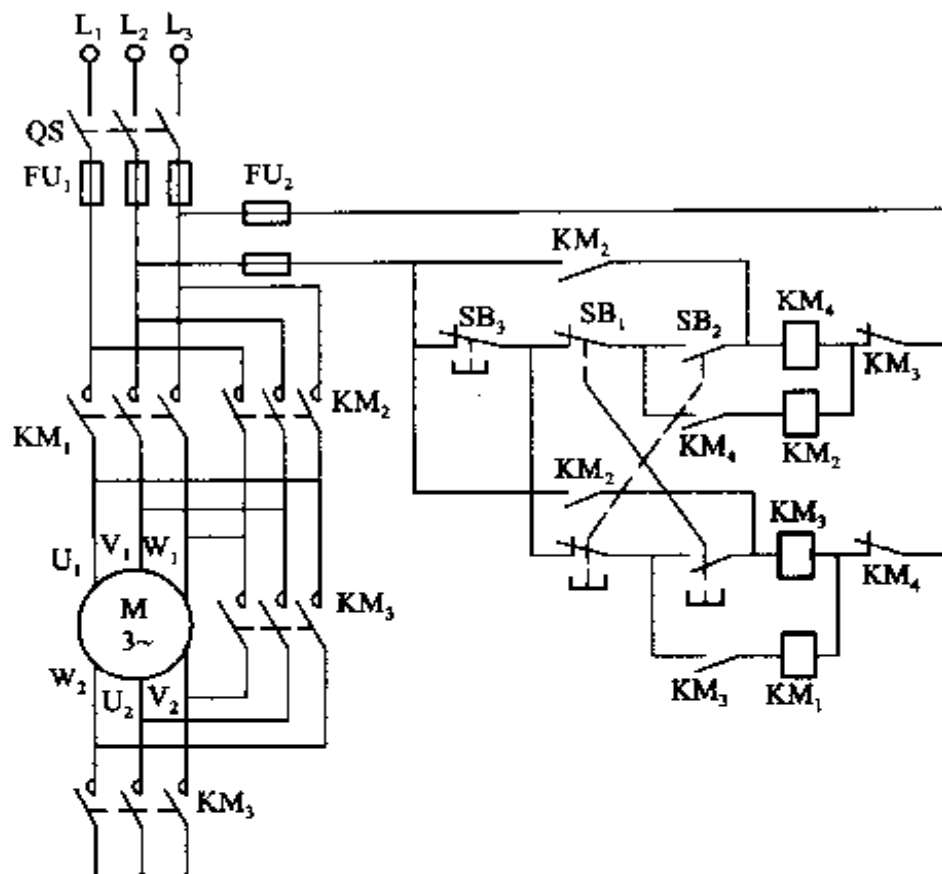 L₁ L₂ L₃
QS
FU₁ FU₂
KM₂
SB₃ SB₁ SB₂ KM₄
KM₃
KM₁ KM₂
KM₄ KM₂
KM₂
KM₃
U₁ V₁ W₁
KM₄
M
3~
KM₃
W₂ U₂ V₂
KM₃ KM₁
KM₃